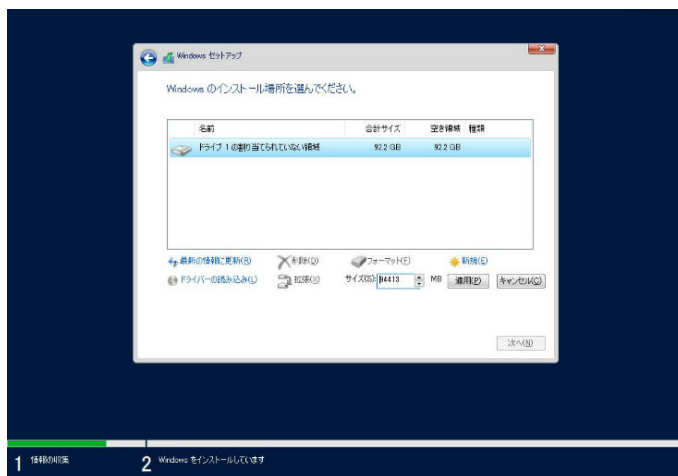 Windows セットアップ
Windows のインストール場所を選んでください。
名前 合計サイズ 空き領域 種類
ドライブ 1 の割り当てられていない領域 92.2 GB 92.2 GB
最新の情報に更新(R) 削除(D) フォーマット(F) 新規(E)
ドライバーの読み込み(L) 拡張(X) サイズ(S): 94413 MB 適用(P) キャンセル(C)
次へ(N)
1 情報の収集 2 Windows をインストールしています